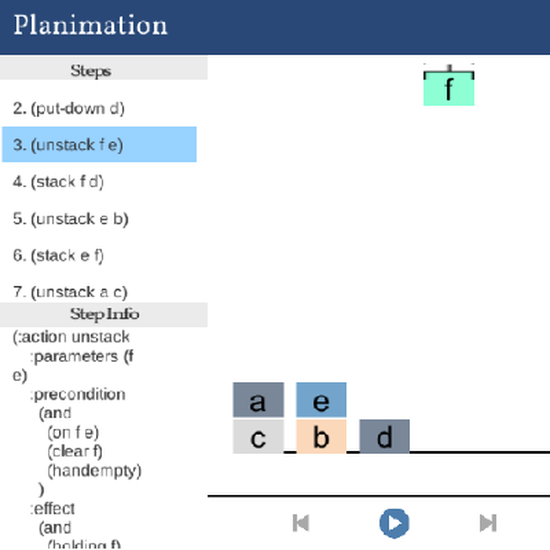 Planimation
Steps
2. (put-down d)
3. (unstack f e)
4. (stack f d)
5. (unstack e b)
6. (stack e f)
7. (unstack a c)
Step Info
(:action unstack
:parameters (f
e)
:precondition
(and
(on f e)
(clear f)
(handempty)
)
:effect
(and
(holding f)
f
a e
c b d